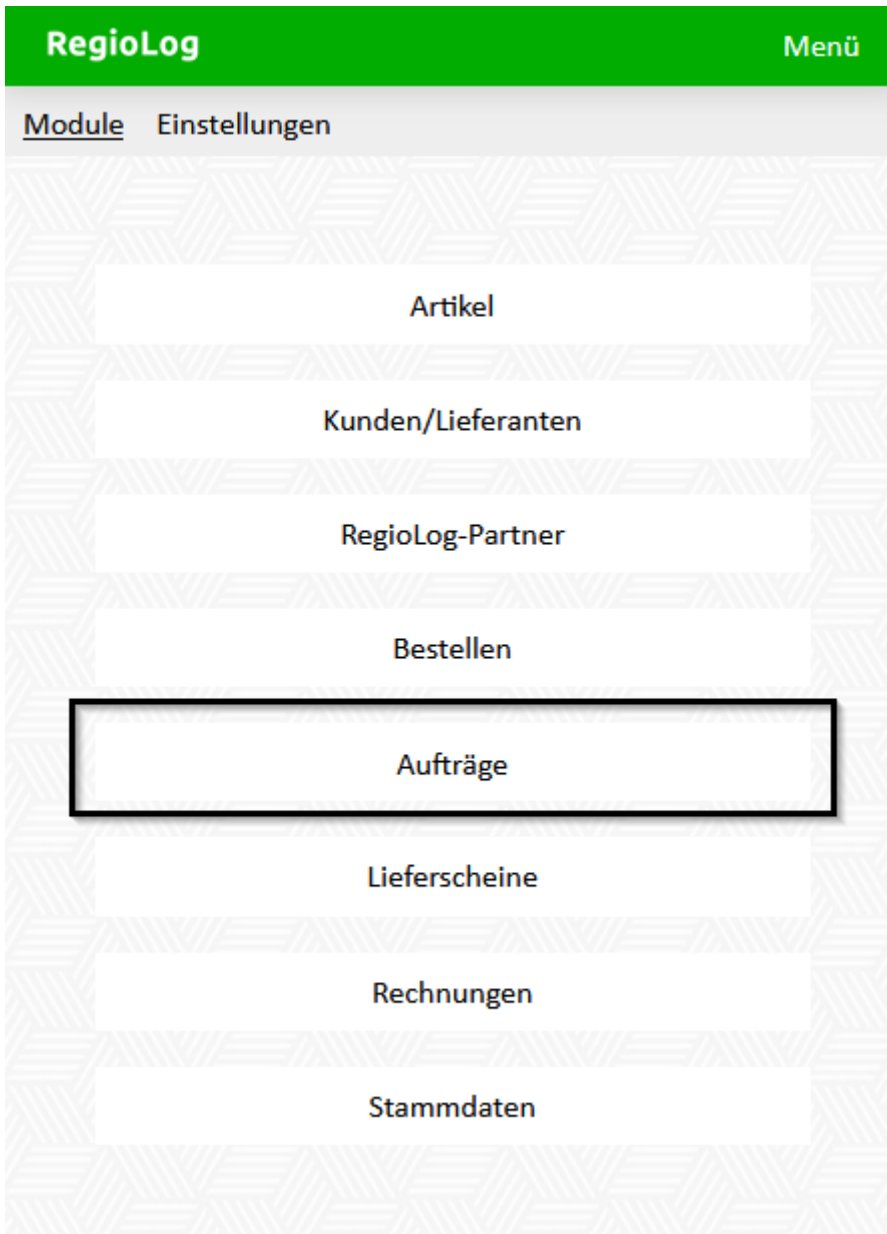 RegioLog
Menü
Module Einstellungen
Artikel
Kunden/Lieferanten
RegioLog-Partner
Bestellen
Aufträge
Lieferscheine
Rechnungen
Stammdaten